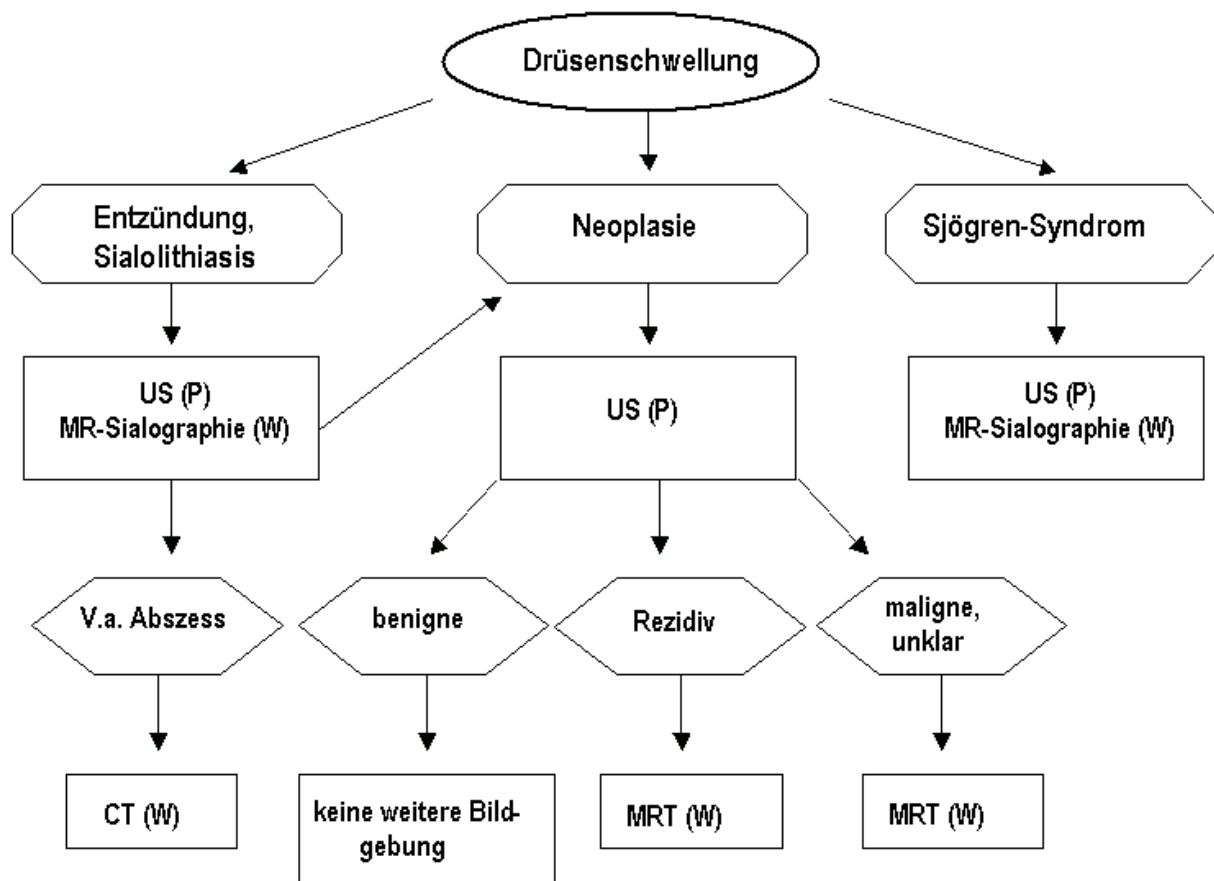 Drüsenschwellung
Entzündung,
Sialolithiasis
Neoplasie
Sjögren-Syndrom
US (P)
MR-Sialographie (W)
US (P)
US (P)
MR-Sialographie (W)
V.a. Abszess
benigne
Rezidiv
maligne,
unklar
CT (W)
keine weitere Bild-
gebung
MRT (W)
MRT (W)